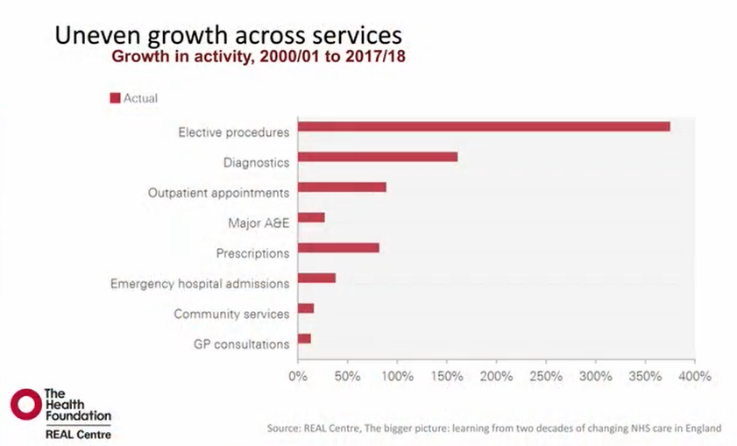 Uneven growth across services
Growth in activity, 2000/01 to 2017/18
Actual
Elective procedures
Diagnostics
Outpatient appointments
Major A&E
Prescriptions
Emergency hospital admissions
Community services
GP consultations
0% 50% 100% 150% 200% 250% 300% 350% 400%
The
Health
Foundation
REAL Centre
Source: REAL Centre, The bigger picture: learning from two decades of changing NHS care in England